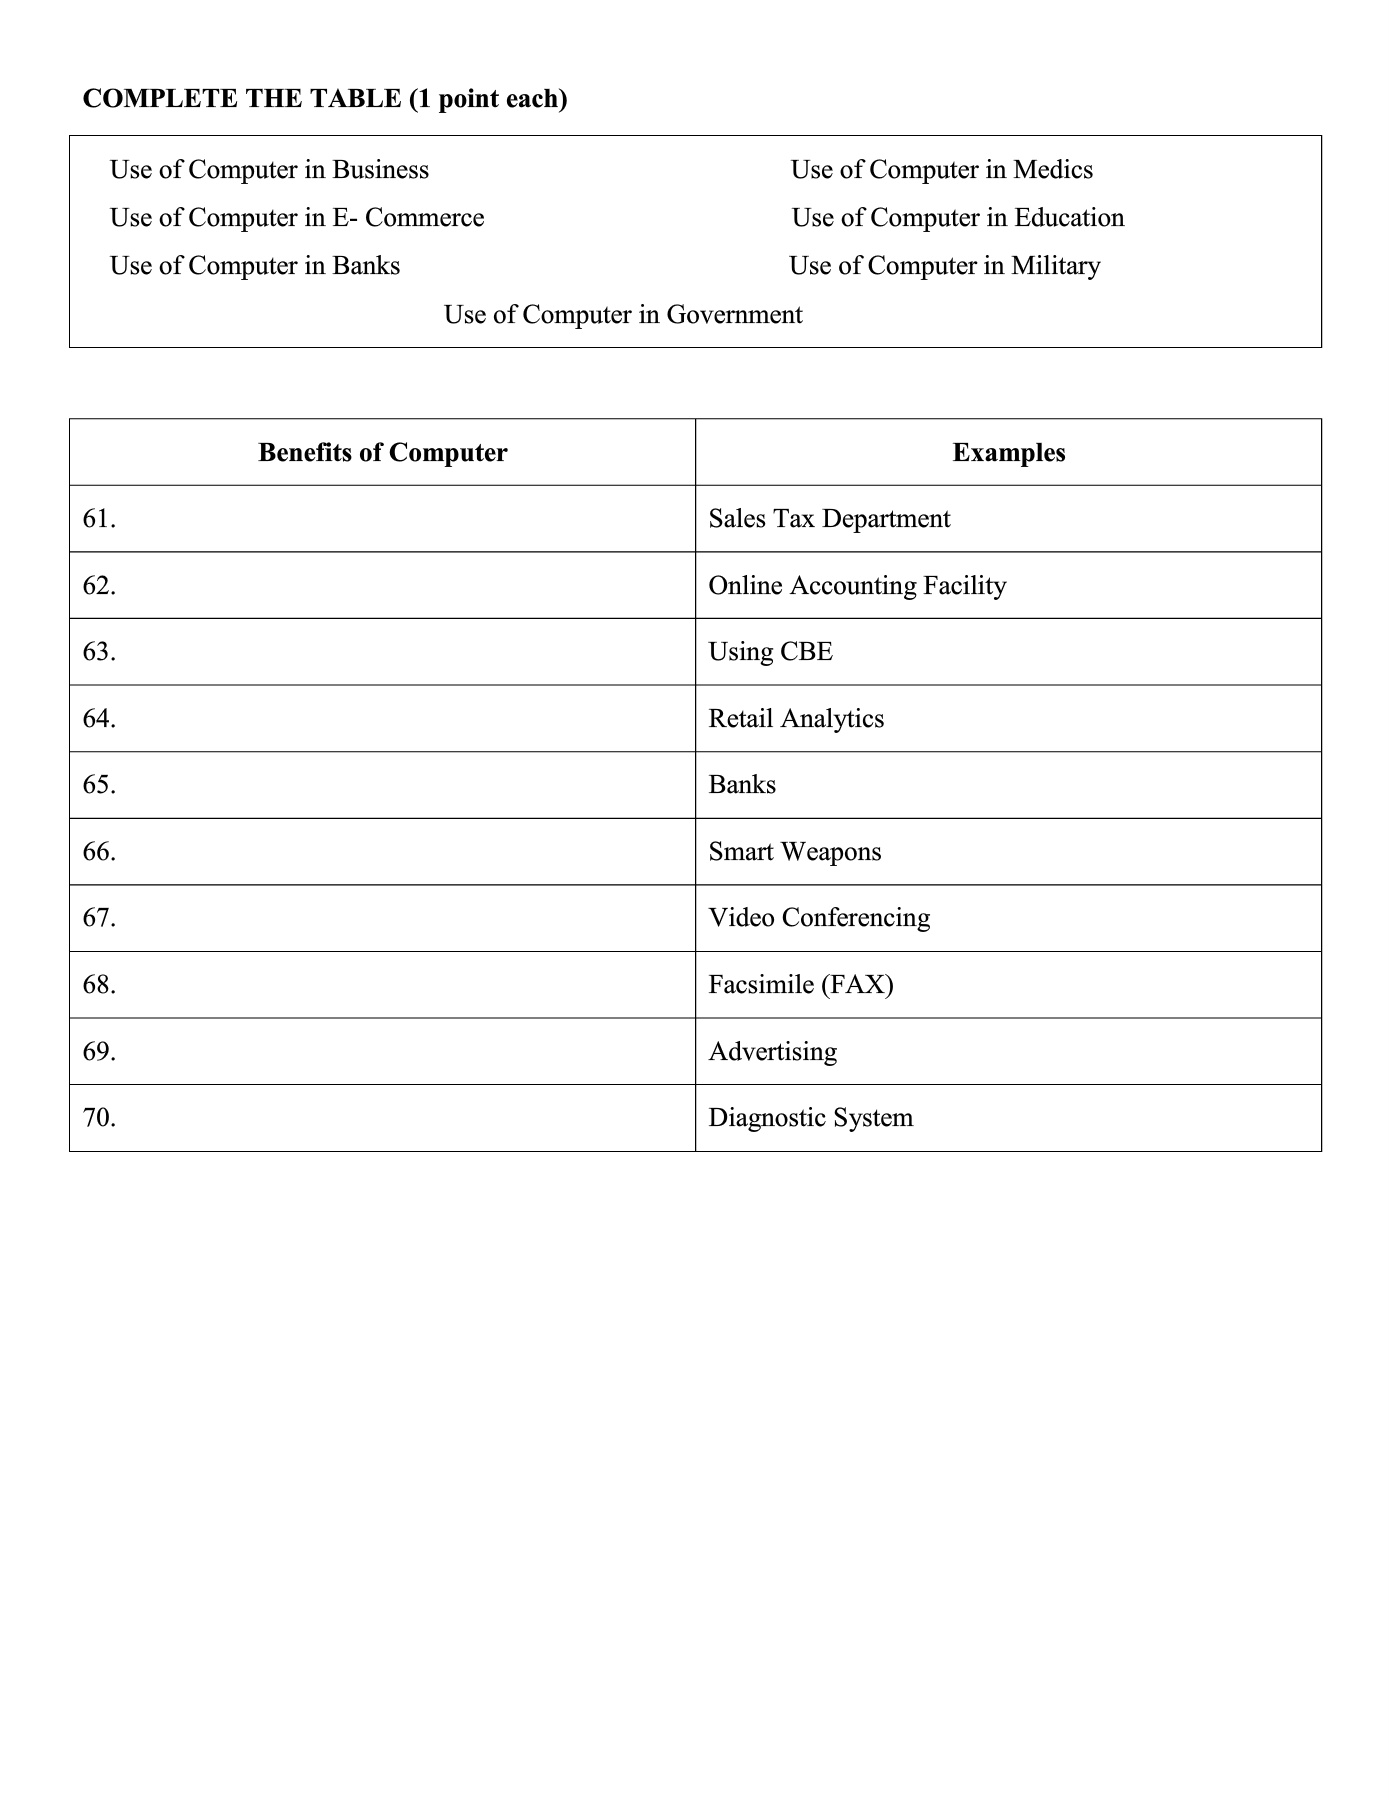 COMPLETE THE TABLE (1 point each)
Use of Computer in Business Use of Computer in Medics
Use of Computer in E- Commerce Use of Computer in Education
Use of Computer in Banks Use of Computer in Military
Use of Computer in Government
Benefits of Computer Examples
61. Sales Tax Department
62. Online Accounting Facility
63. Using CBE
64. Retail Analytics
65. Banks
66. Smart Weapons
67. Video Conferencing
68. Facsimile (FAX)
69. Advertising
70. Diagnostic System